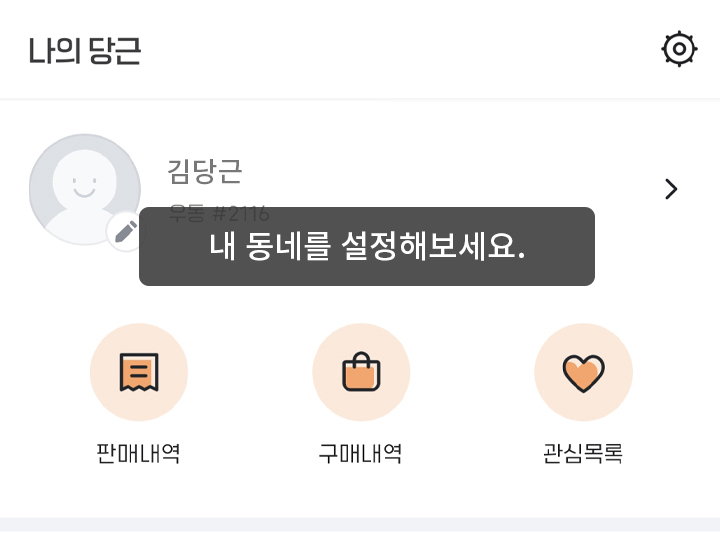 나의 당근
김당근
우동 #2116
내 동네를 설정해보세요.
판매내역
구매내역
관심목록